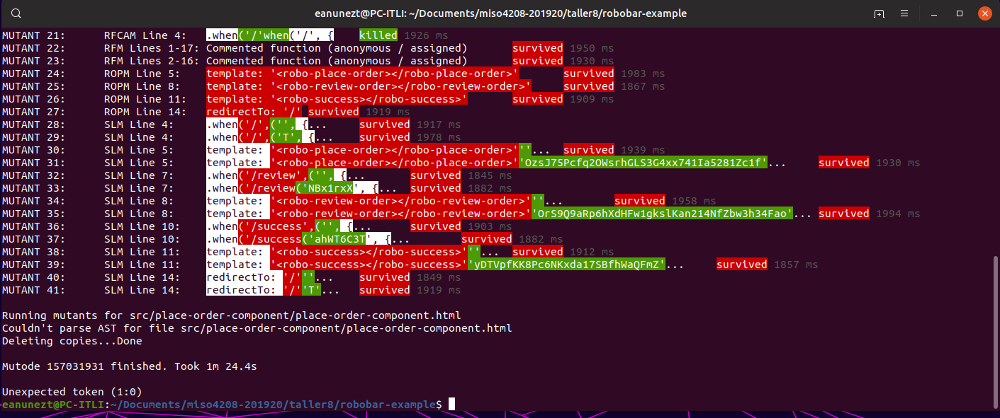 eanunezt@PC-ITLI: ~/Documents/miso4208-201920/taller8/robobar-example
MUTANT 21: RFCAM Line 4: .when('/'when('/', { killed 1926 ms
MUTANT 22: RFM Lines 1-17: Commented function (anonymous / assigned) survived 1950 ms
MUTANT 23: RFM Lines 2-16: Commented function (anonymous / assigned) survived 1930 ms
MUTANT 24: ROPM Line 5: template: '<robo-place-order></robo-place-order>' survived 1983 ms
MUTANT 25: ROPM Line 8: template: '<robo-review-order></robo-review-order>' survived 1867 ms
MUTANT 26: ROPM Line 11: template: '<robo-success></robo-success>' survived 1909 ms
MUTANT 27: ROPM Line 14: redirectTo: '/' survived 1919 ms
MUTANT 28: SLM Line 4: .when('/',('', {... survived 1917 ms
MUTANT 29: SLM Line 4: .when('/',('T', {... survived 1978 ms
MUTANT 30: SLM Line 5: template: '<robo-place-order></robo-place-order>'''... survived 1939 ms
MUTANT 31: SLM Line 5: template: '<robo-place-order></robo-place-order>''OzsJ75Pcfq2OWsrhGLS3G4xx741Ia5281Zc1f'... survived 1930 ms
MUTANT 32: SLM Line 7: .when('/review',('', {... survived 1845 ms
MUTANT 33: SLM Line 7: .when('/review('NBx1rxX', {... survived 1882 ms
MUTANT 34: SLM Line 8: template: '<robo-review-order></robo-review-order>'''... survived 1958 ms
MUTANT 35: SLM Line 8: template: '<robo-review-order></robo-review-order>''OrS9Q9aRp6hXdHFw1gkslKan214NfZbw3h34Fao'... survived 1994 ms
MUTANT 36: SLM Line 10: .when('/success',('', {... survived 1903 ms
MUTANT 37: SLM Line 10: .when('/success('ahWT6C3T', {... survived 1882 ms
MUTANT 38: SLM Line 11: template: '<robo-success></robo-success>'''... survived 1912 ms
MUTANT 39: SLM Line 11: template: '<robo-success></robo-success>''yDTVpfKK8Pc6NKxda17SBfhWaQFmZ'... survived 1857 ms
MUTANT 40: SLM Line 14: redirectTo: '/'''... survived 1849 ms
MUTANT 41: SLM Line 14: redirectTo: '/''T'... survived 1919 ms
Running mutants for src/place-order-component/place-order-component.html
Couldn't parse AST for file src/place-order-component/place-order-component.html
Deleting copies...Done
Mutode 157031931 finished. Took 1m 24.4s
Unexpected token (1:0)
eanunezt@PC-ITLI:~/Documents/miso4208-201920/taller8/robobar-example$